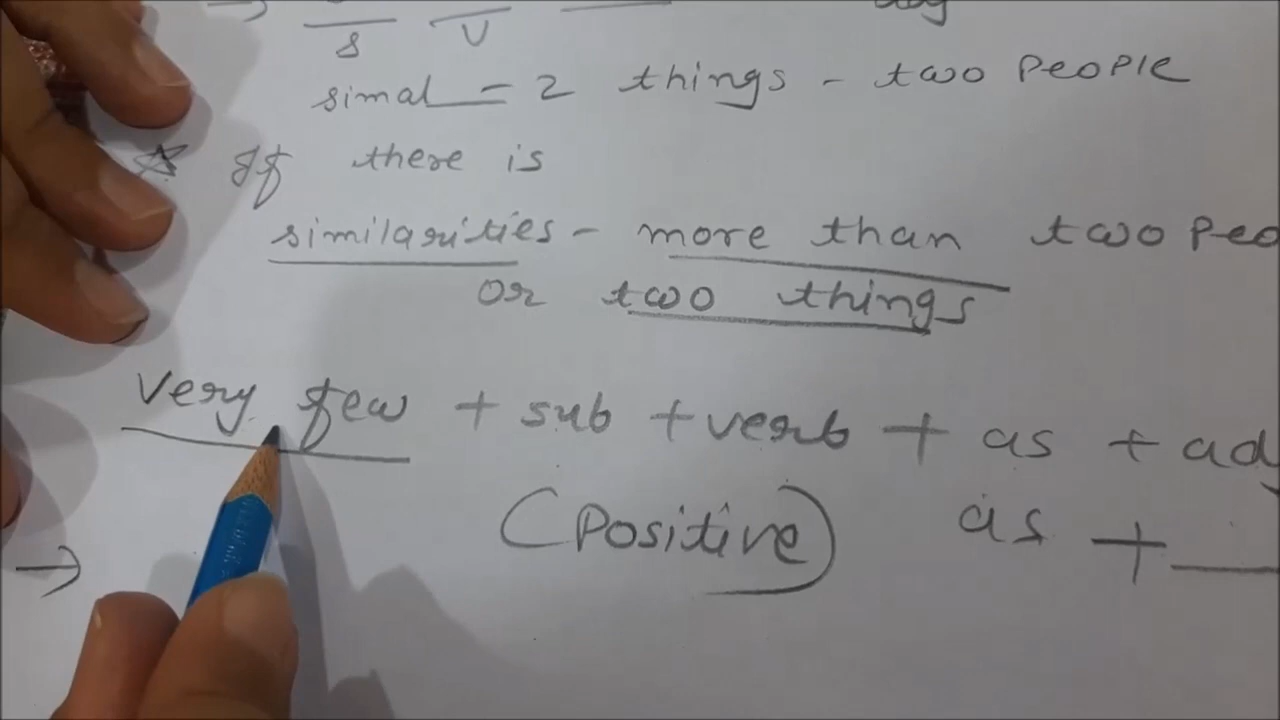 S V
simal = 2 things - two people
If there is
similarities - more than two peo
or two things
very few + sub + verb + as + adj
(Positive) as +